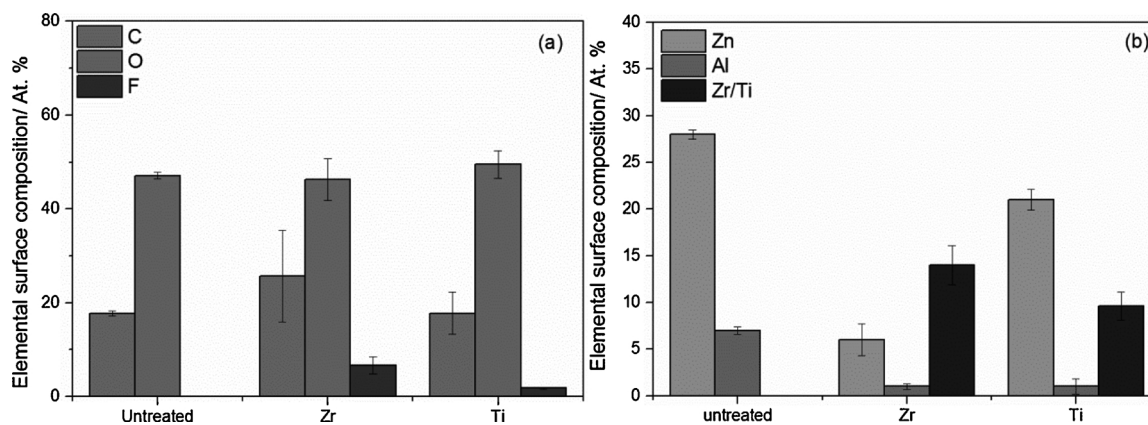 (a)
C
O
F
Elemental surface composition/ At. %
80
60
40
20
0
Untreated Zr Ti
(b)
Zn
Al
Zr/Ti
Elemental surface composition/ At. %
40
35
30
25
20
15
10
5
0
untreated Zr Ti